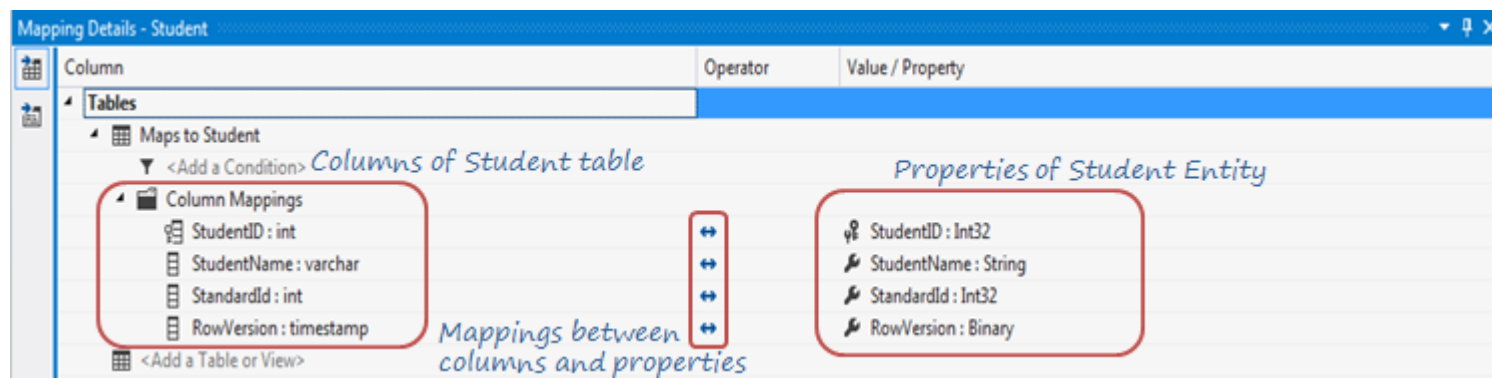 Mapping Details - Student
Column Operator Value / Property
Tables
Maps to Student
<Add a Condition> Columns of Student table Properties of Student Entity
Column Mappings
StudentID : int StudentID : Int32
StudentName : varchar StudentName : String
StandardId : int StandardId : Int32
RowVersion : timestamp RowVersion : Binary
Mappings between
<Add a Table or View> columns and properties